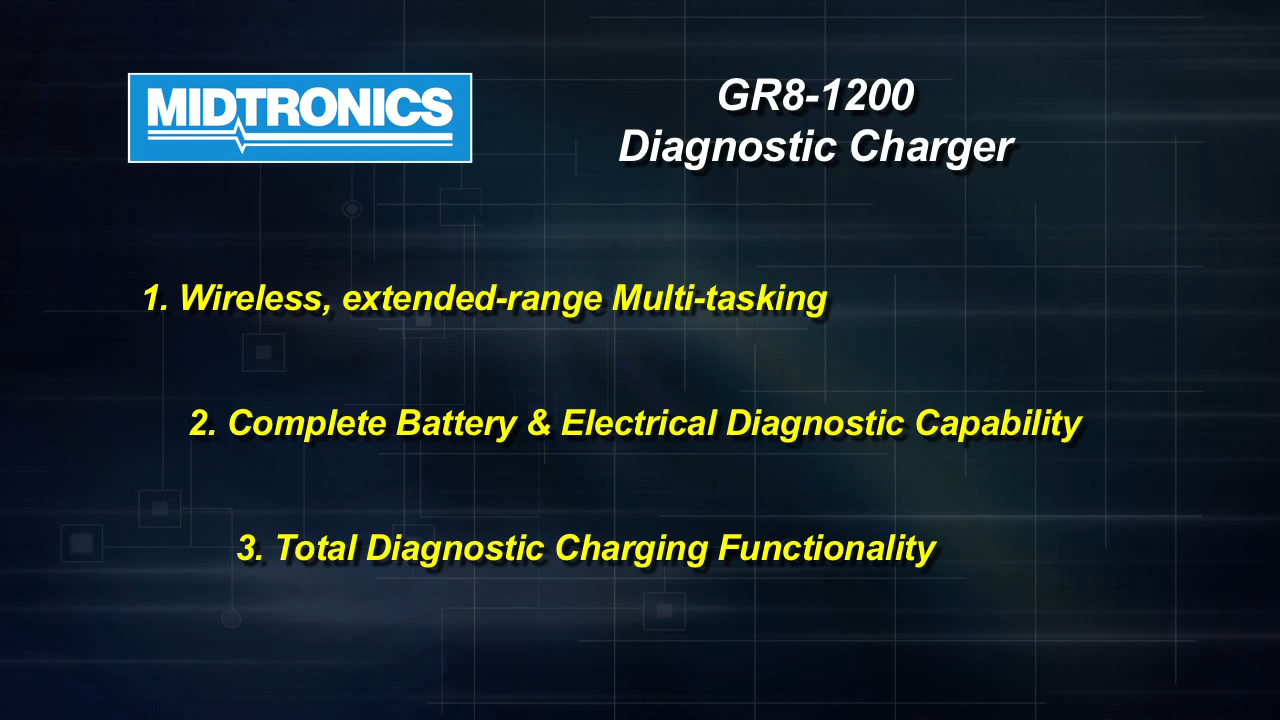 MIDTRONICS
GR8-1200
Diagnostic Charger
1. Wireless, extended-range Multi-tasking
2. Complete Battery & Electrical Diagnostic Capability
3. Total Diagnostic Charging Functionality